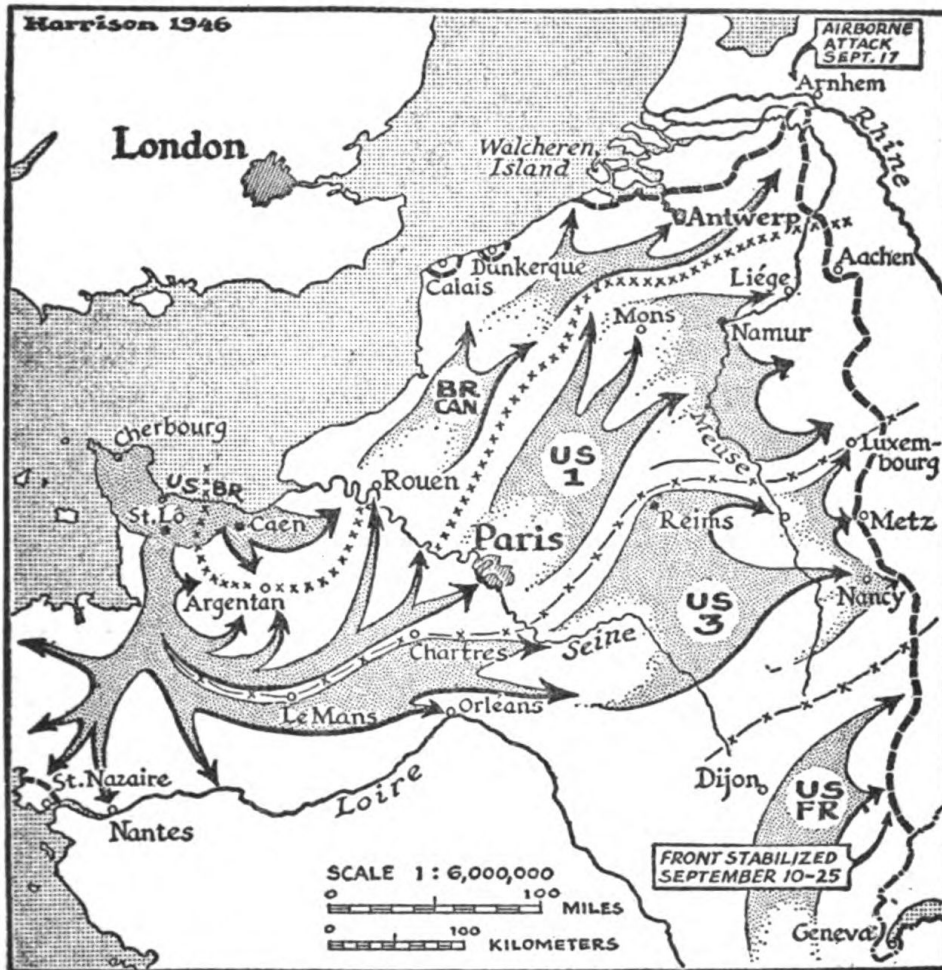 Harrison 1946
AIRBORNE
ATTACK
SEPT. 17
Arnhem
Rhine
London
Walcheren
Island
Antwerp
Aachen
Dunkerque
Calais
Liége
Mons
Namur
BR
CAN
Cherbourg
US
BR
US
1
Meuse
Luxem-
bourg
St. Lô
Caen
Rouen
Reims
Metz
Paris
Argentan
US
3
Nancy
Chartres
Seine
Le Mans
Orléans
St. Nazaire
Dijon
US
FR
Nantes
Loire
FRONT STABILIZED
SEPTEMBER 10-25
SCALE 1:6,000,000
0 100
MILES
0 100
KILOMETERS
Geneva